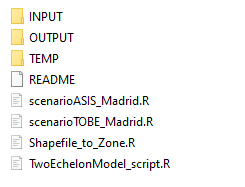 INPUT
OUTPUT
TEMP
README
scenarioASIS_Madrid.R
scenarioTOBE_Madrid.R
Shapefile_to_Zone.R
TwoEchelonModel_script.R